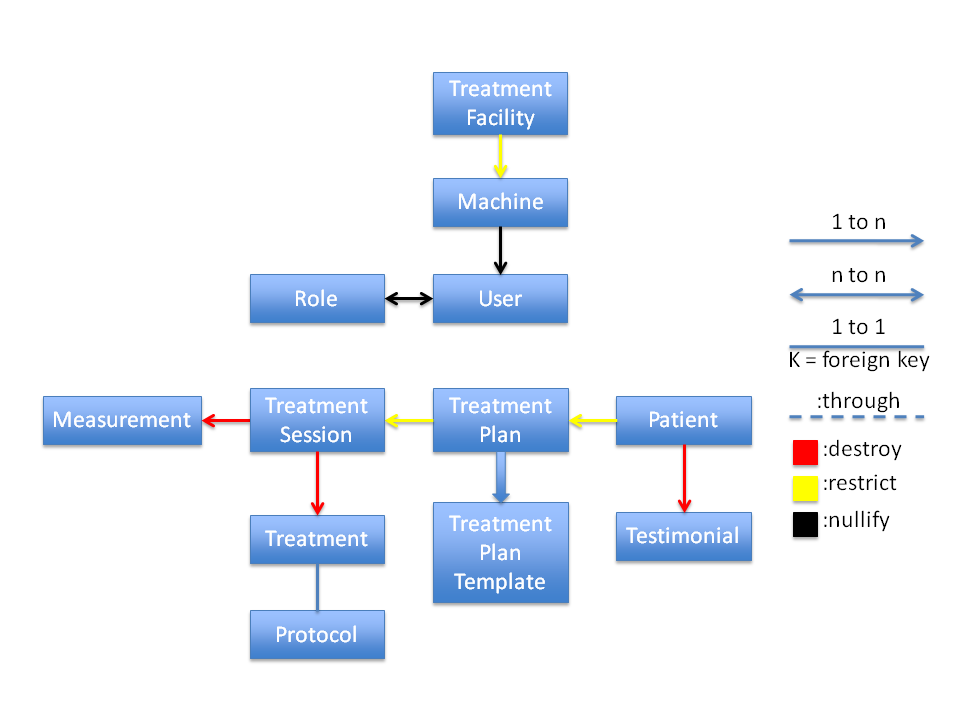 Treatment
Facility
Machine
Role
User
Measurement
Treatment
Session
Treatment
Plan
Patient
Treatment
Treatment
Plan
Template
Testimonial
Protocol
1 to n
n to n
1 to 1
K = foreign key
:through
:destroy
:restrict
:nullify